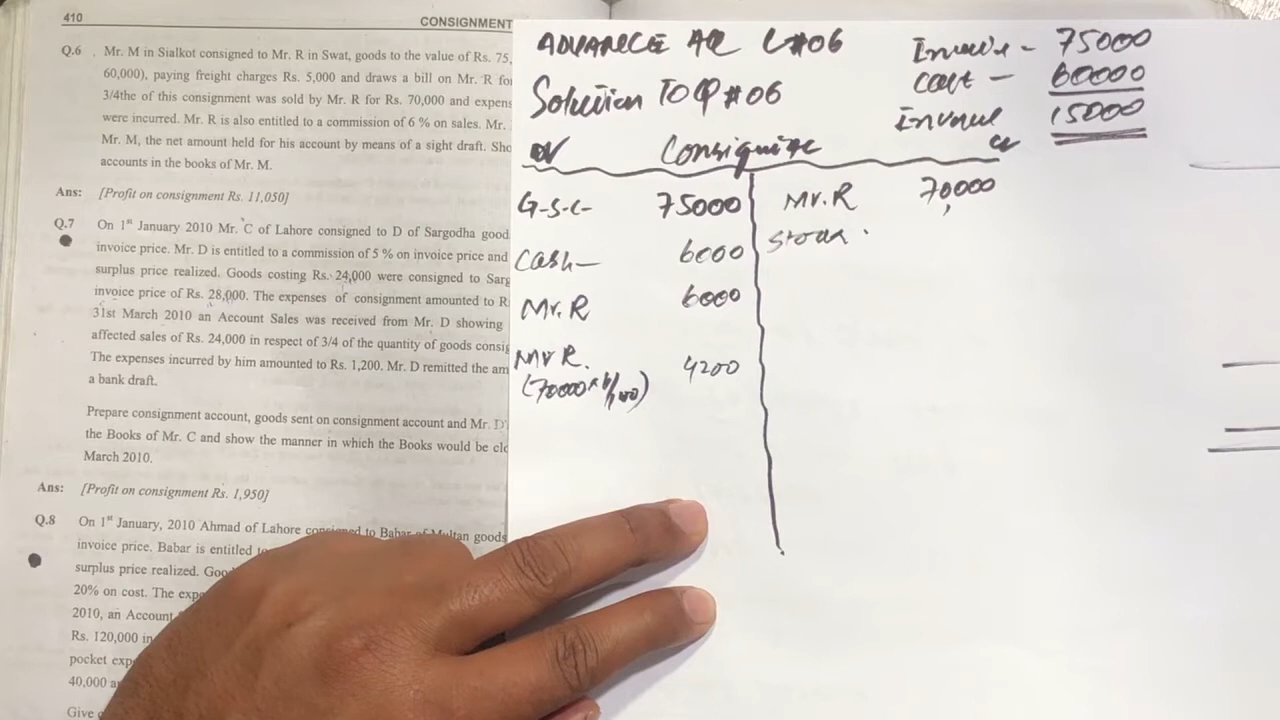 410
CONSIGNMENT
Q.6 Mr. M in Sialkot consigned to Mr. R in Swat, goods to the value of Rs. 75,
60,000), paying freight charges Rs. 5,000 and draws a bill on Mr. R for
3/4the of this consignment was sold by Mr. R for Rs. 70,000 and expens
were incurred. Mr. R is also entitled to a commission of 6 % on sales. Mr.
Mr. M, the net amount held for his account by means of a sight draft. Sho
accounts in the books of Mr. M.
Ans: [Profit on consignment Rs. 11,050]
Q.7 On 1st January 2010 Mr. C of Lahore consigned to D of Sargodha good
invoice price. Mr. D is entitled to a commission of 5 % on invoice price and
surplus price realized. Goods costing Rs. 24,000 were consigned to Sarg
invoice price of Rs. 28,000. The expenses of consignment amounted to R
31st March 2010 an Account Sales was received from Mr. D showing
affected sales of Rs. 24,000 in respect of 3/4 of the quantity of goods consig
The expenses incurred by him amounted to Rs. 1,200. Mr. D remitted the am
a bank draft.
Prepare consignment account, goods sent on consignment account and Mr. D'
the Books of Mr. C and show the manner in which the Books would be clo
March 2010.
Ans: [Profit on consignment Rs. 1,950]
Q.8 On 1st January, 2010 Ahmad of Lahore consigned to Babar of Multan goods
invoice price. Babar is entitled to
surplus price realized. Goo
20% on cost. The expe
2010, an Account
Rs. 120,000 in
pocket exp
40,000 a
Give
ADVANCE L#06
Solution TO Q#06
75000
cost - 60000
15000
Dr Cr
G-S-C- 75000 Mr. R 70,000
Cash- 6000 stock
Mr. R 6000
Mr R. 4200
(70000 × 6/100)